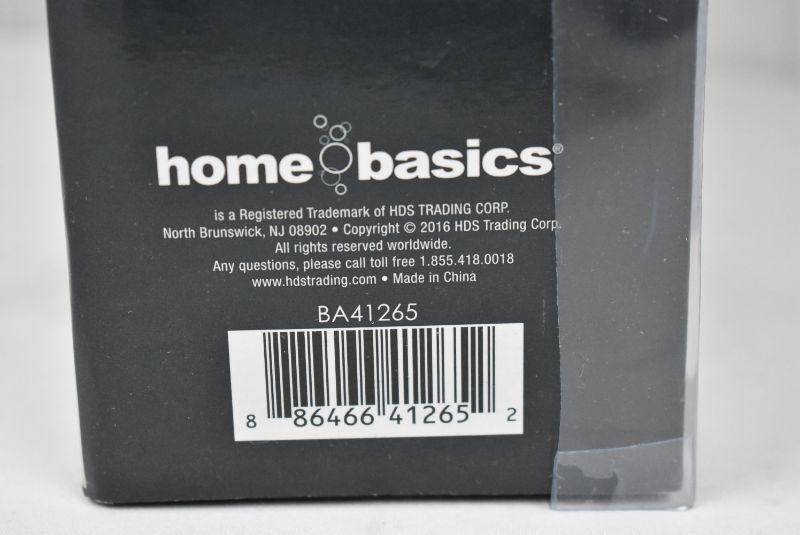 home basics®
is a Registered Trademark of HDS TRADING CORP.
North Brunswick, NJ 08902 • Copyright © 2016 HDS Trading Corp.
All rights reserved worldwide.
Any questions, please call toll free 1.855.418.0018
www.hdstrading.com • Made in China
BA41265
8 86466 41265 2